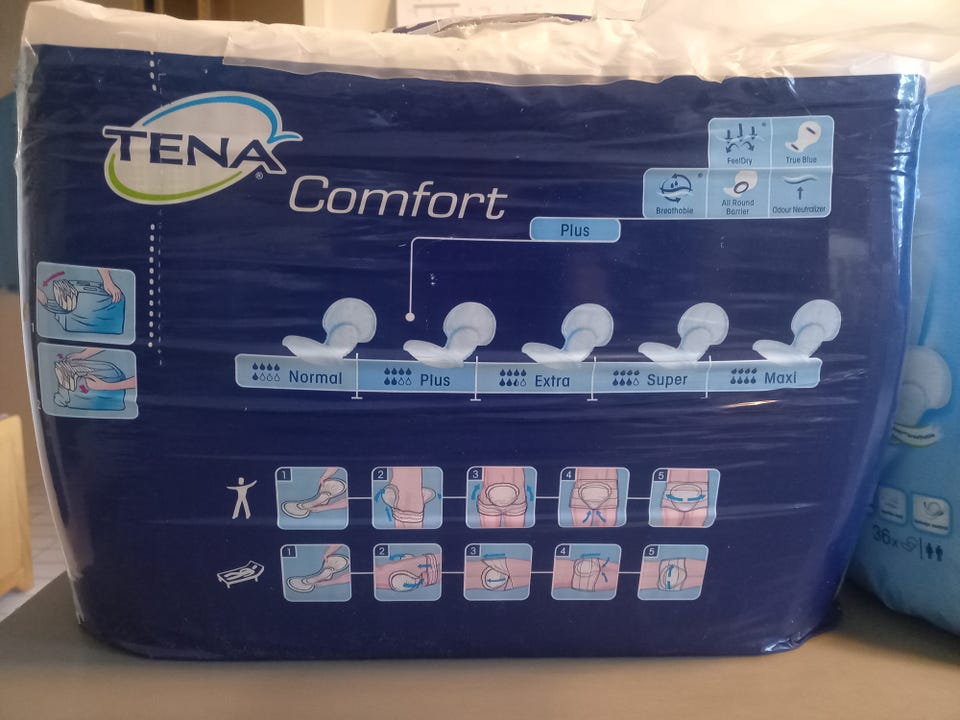 TENA®
Comfort
FeelDry
True Blue
Breathable
All Round
Barrier
Odour Neutralizer
Plus
Normal
Plus
Extra
Super
Maxi
1
2
3
4
5
1
2
3
4
5
36x